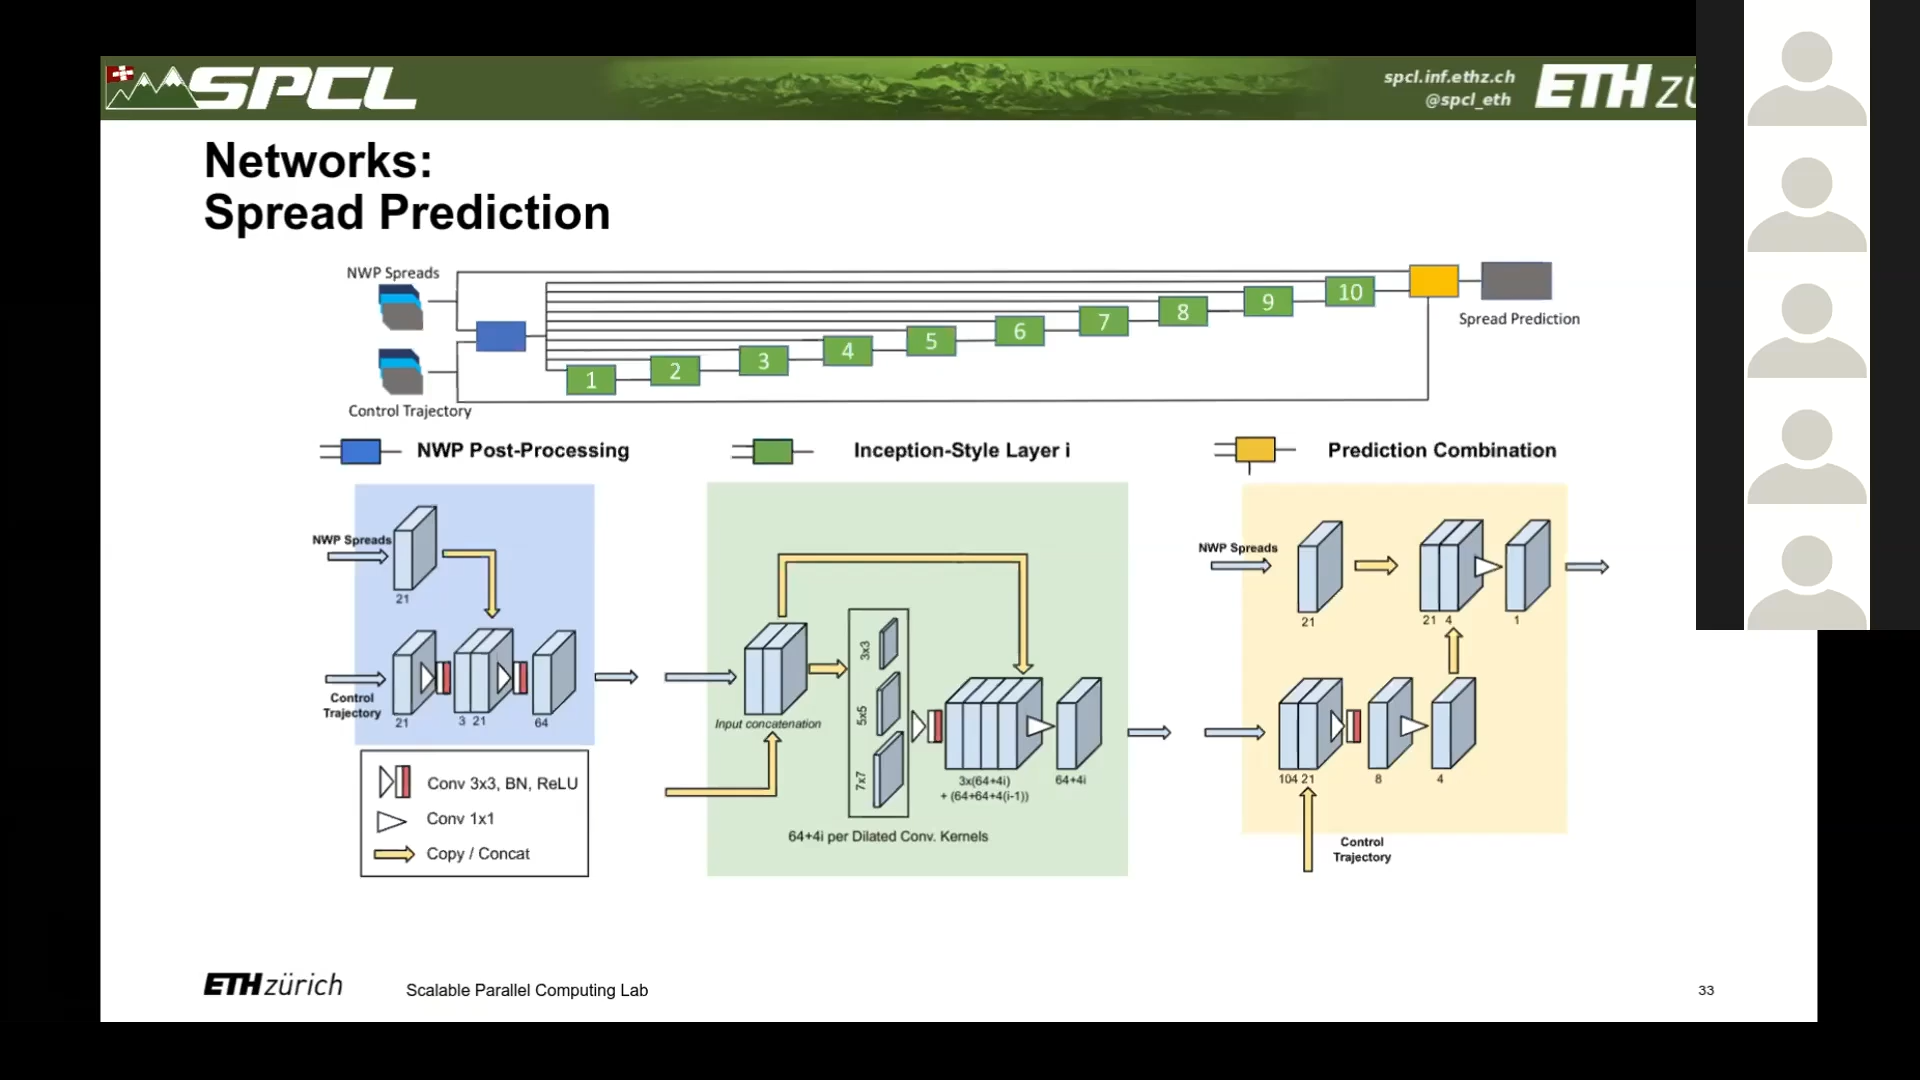 SPCL
spcl.inf.ethz.ch
@spcl_eth
ETH
Networks:
Spread Prediction
NWP Spreads
10
9
8
7
6
5
4
3
2
1
Spread Prediction
Control Trajectory
NWP Post-Processing
Inception-Style Layer i
Prediction Combination
NWP Spreads
21
Control
Trajectory
21
3 21
64
Conv 3x3, BN, ReLU
Conv 1x1
Copy / Concat
Input concatenation
3x3
5x5
7x7
3x(64+4i)
+ (64+64+4(i-1))
64+4i
64+4i per Dilated Conv. Kernels
NWP Spreads
21
21 4
1
104 21
8
4
Control
Trajectory
ETH zürich
Scalable Parallel Computing Lab
33